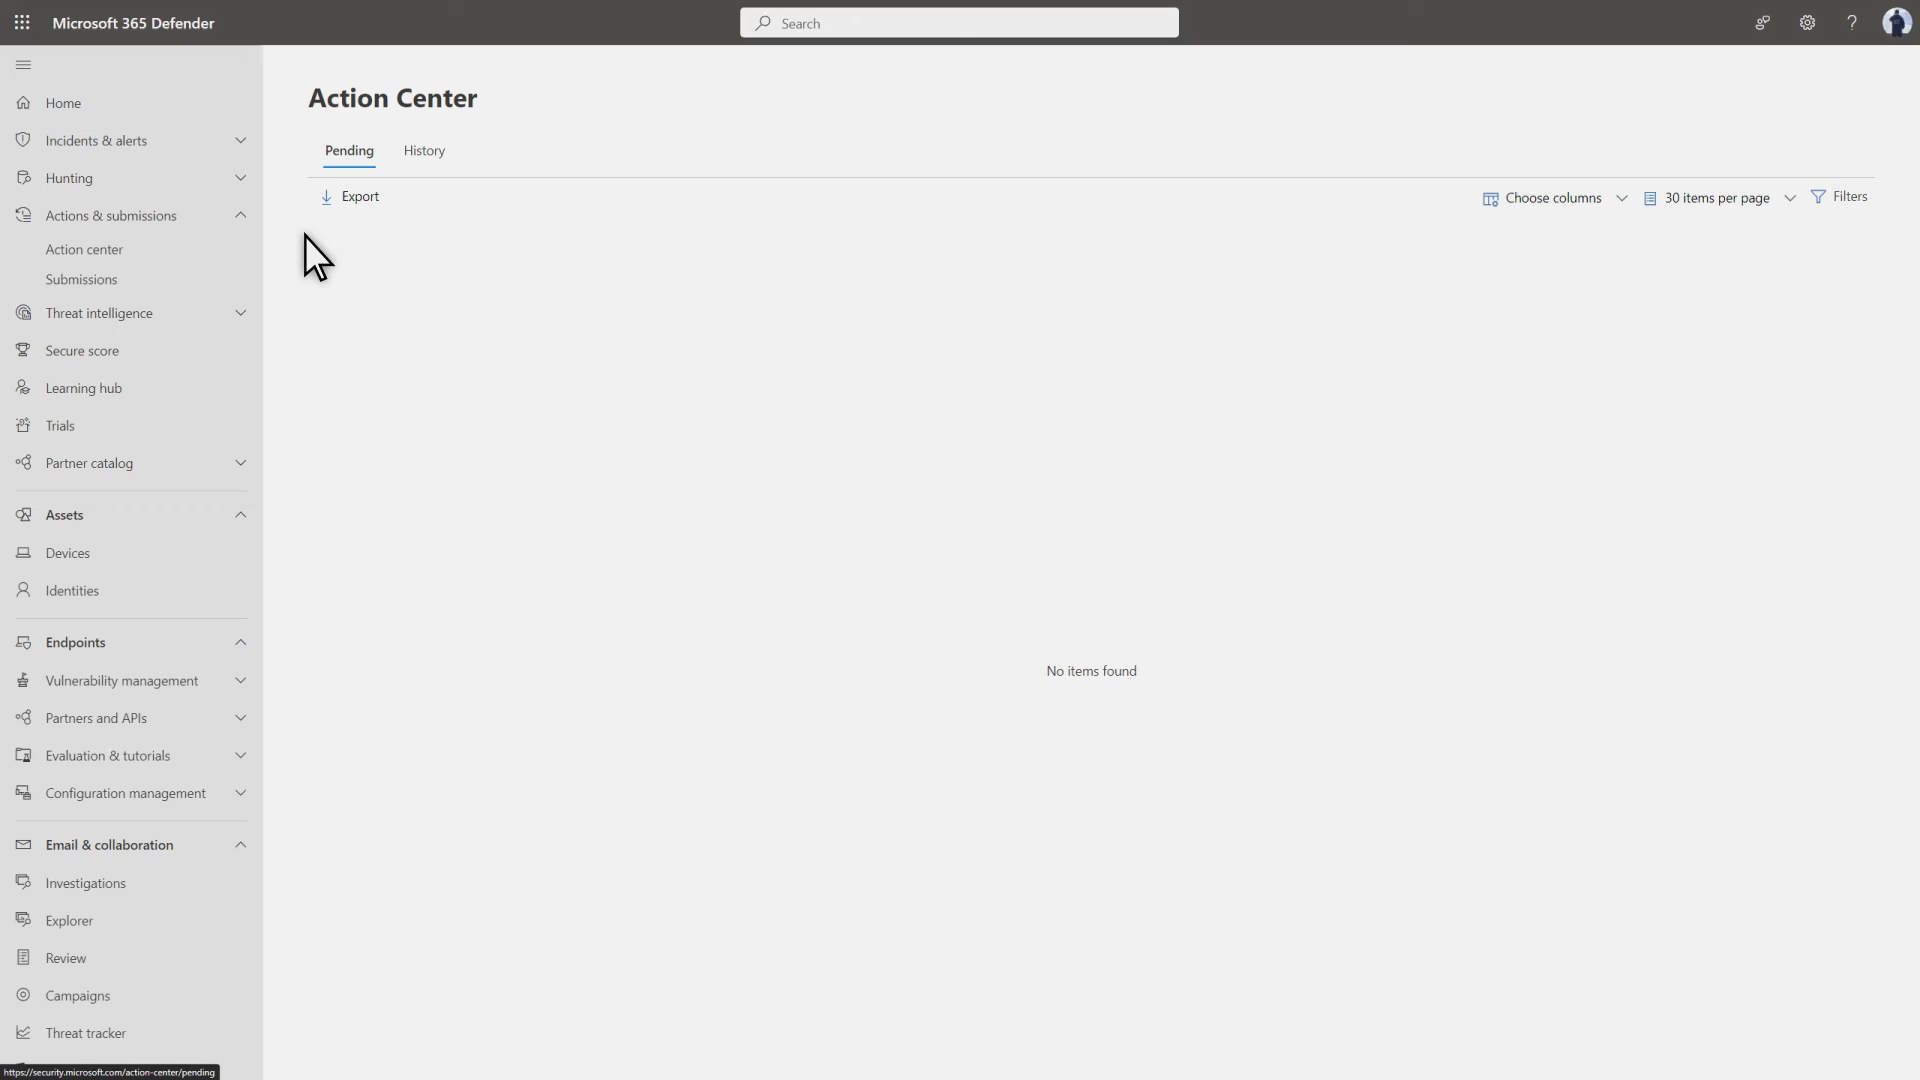 Microsoft 365 Defender
Search
Home
Incidents & alerts
Hunting
Actions & submissions
Action center
Submissions
Threat intelligence
Secure score
Learning hub
Trials
Partner catalog
Assets
Devices
Identities
Endpoints
Vulnerability management
Partners and APIs
Evaluation & tutorials
Configuration management
Email & collaboration
Investigations
Explorer
Review
Campaigns
Threat tracker
https://security.microsoft.com/action-center/pending
Action Center
Pending History
Export
Choose columns 30 items per page Filters
No items found